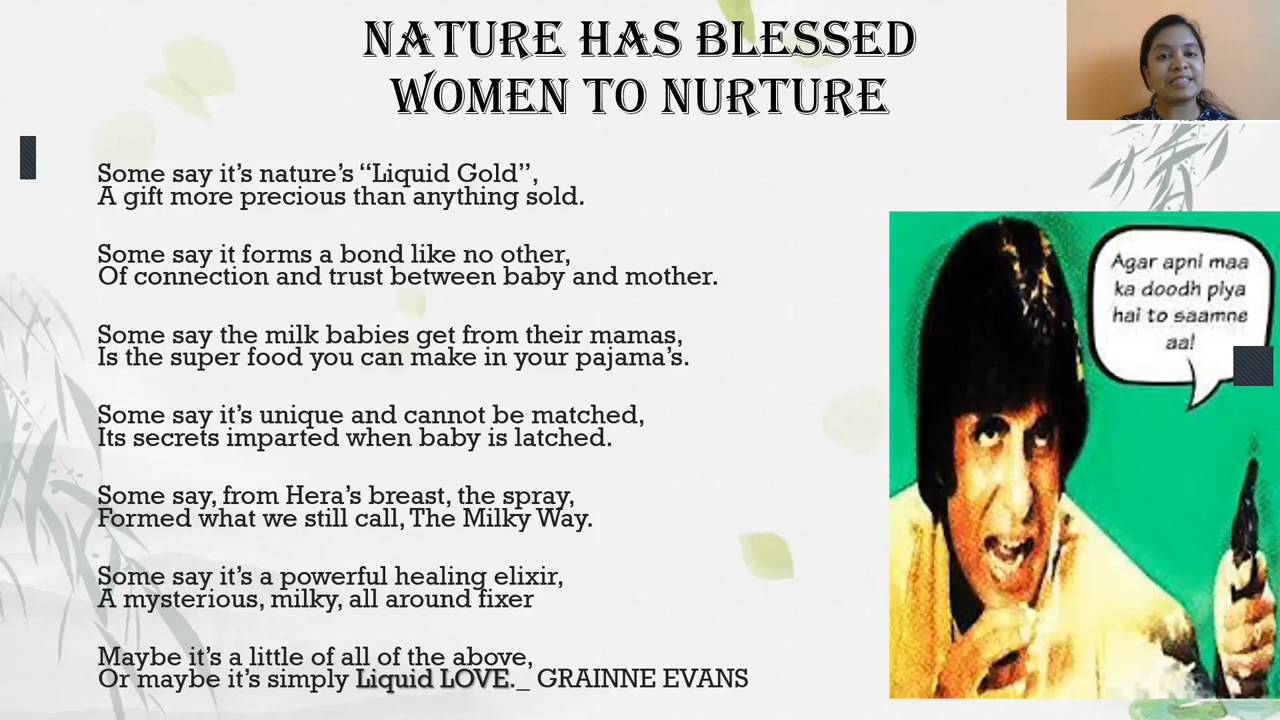 NATURE HAS BLESSED
WOMEN TO NURTURE
Some say it's nature's “Liquid Gold”,
A gift more precious than anything sold.
Some say it forms a bond like no other,
Of connection and trust between baby and mother.
Some say the milk babies get from their mamas,
Is the super food you can make in your pajama's.
Some say it's unique and cannot be matched,
Its secrets imparted when baby is latched.
Some say, from Hera's breast, the spray,
Formed what we still call, The Milky Way.
Some say it's a powerful healing elixir,
A mysterious, milky, all around fixer
Maybe it's a little of all of the above,
Or maybe it's simply Liquid LOVE._ GRAINNE EVANS
Agar apni maa
ka doodh piya
hai to saamne
aa!